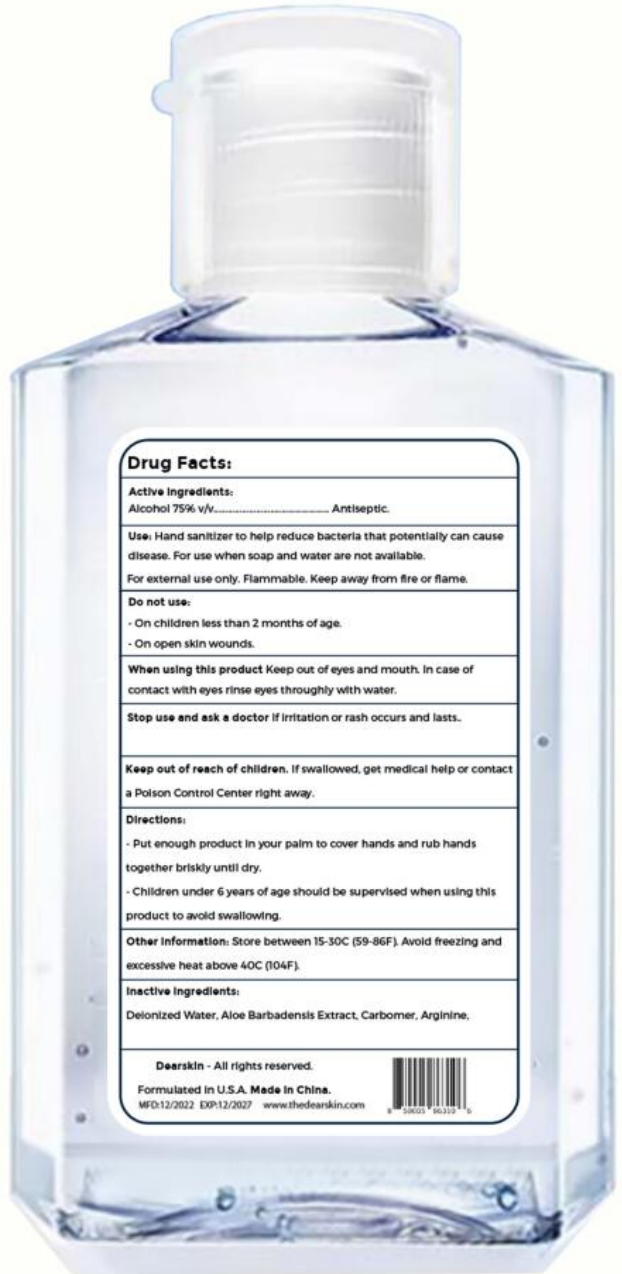 Drug Facts:
Active Ingredients:
Alcohol 75% v/v................................................ Antiseptic.
Use: Hand sanitizer to help reduce bacteria that potentially can cause
disease. For use when soap and water are not available.
For external use only. Flammable. Keep away from fire or flame.
Do not use:
- On children less than 2 months of age.
- On open skin wounds.
When using this product Keep out of eyes and mouth. In case of
contact with eyes rinse eyes throughly with water.
Stop use and ask a doctor if irritation or rash occurs and lasts..
Keep out of reach of children. If swallowed, get medical help or contact
a Poison Control Center right away.
Directions:
- Put enough product in your palm to cover hands and rub hands
together briskly until dry.
- Children under 6 years of age should be supervised when using this
product to avoid swallowing.
Other Information: Store between 15-30C (59-86F). Avoid freezing and
excessive heat above 40C (104F).
Inactive Ingredients:
Deionized Water, Aloe Barbadensis Extract, Carbomer, Arginine,
Dearskin - All rights reserved.
Formulated in U.S.A. Made in China.
MFD:12/2022 EXP:12/2027 www.thedearskin.com